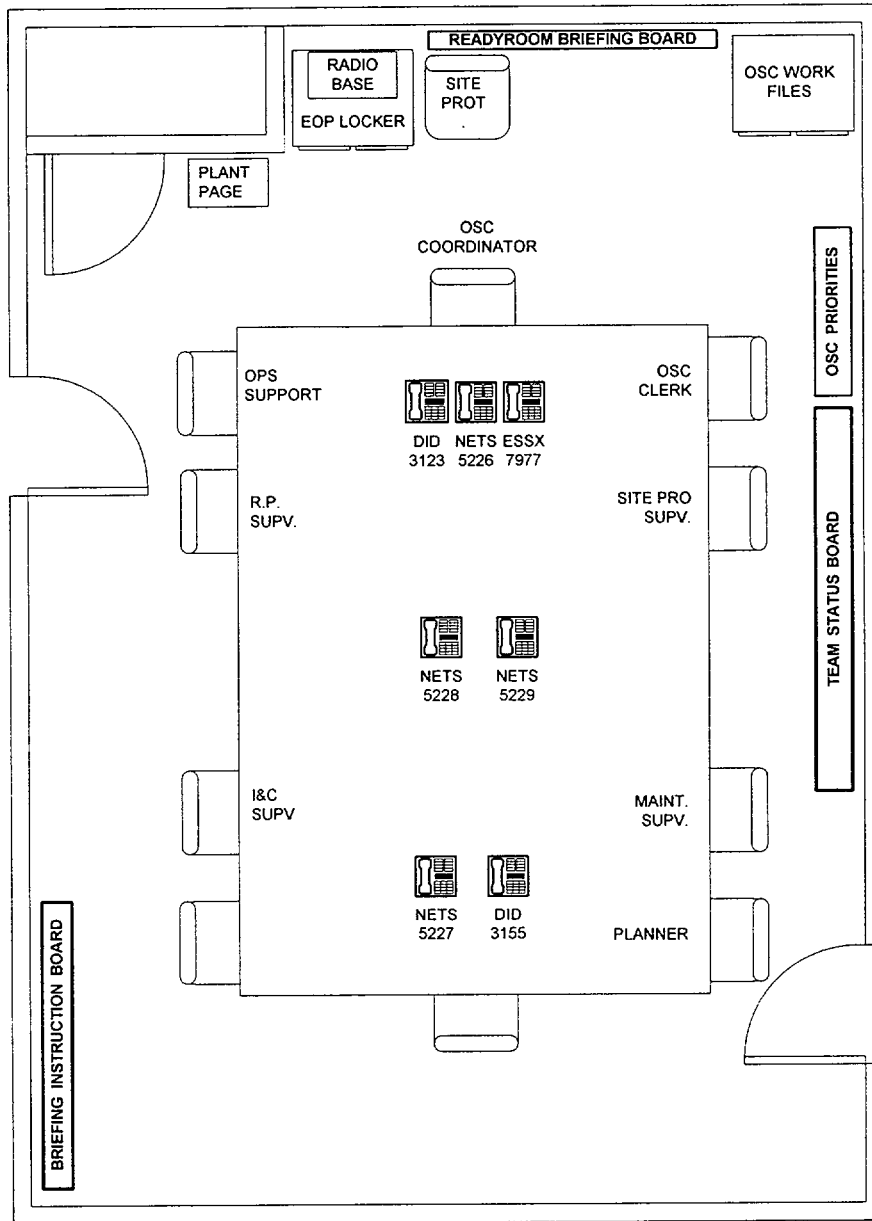 READYROOM BRIEFING BOARD
RADIO
BASE
EOP LOCKER
SITE
PROT
OSC WORK
FILES
PLANT
PAGE
OSC
COORDINATOR
OSC PRIORITIES
OPS
SUPPORT
OSC
CLERK
DID
3123
NETS
5226
ESSX
7977
R.P.
SUPV.
SITE PRO
SUPV.
TEAM STATUS BOARD
NETS
5228
NETS
5229
I&C
SUPV
MAINT.
SUPV.
NETS
5227
DID
3155
PLANNER
BRIEFING INSTRUCTION BOARD